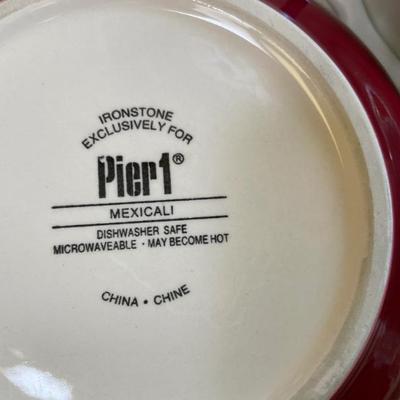 IRONSTONE
EXCLUSIVELY FOR
Pier1®
MEXICALI
DISHWASHER SAFE
MICROWAVEABLE · MAY BECOME HOT
CHINA · CHINE